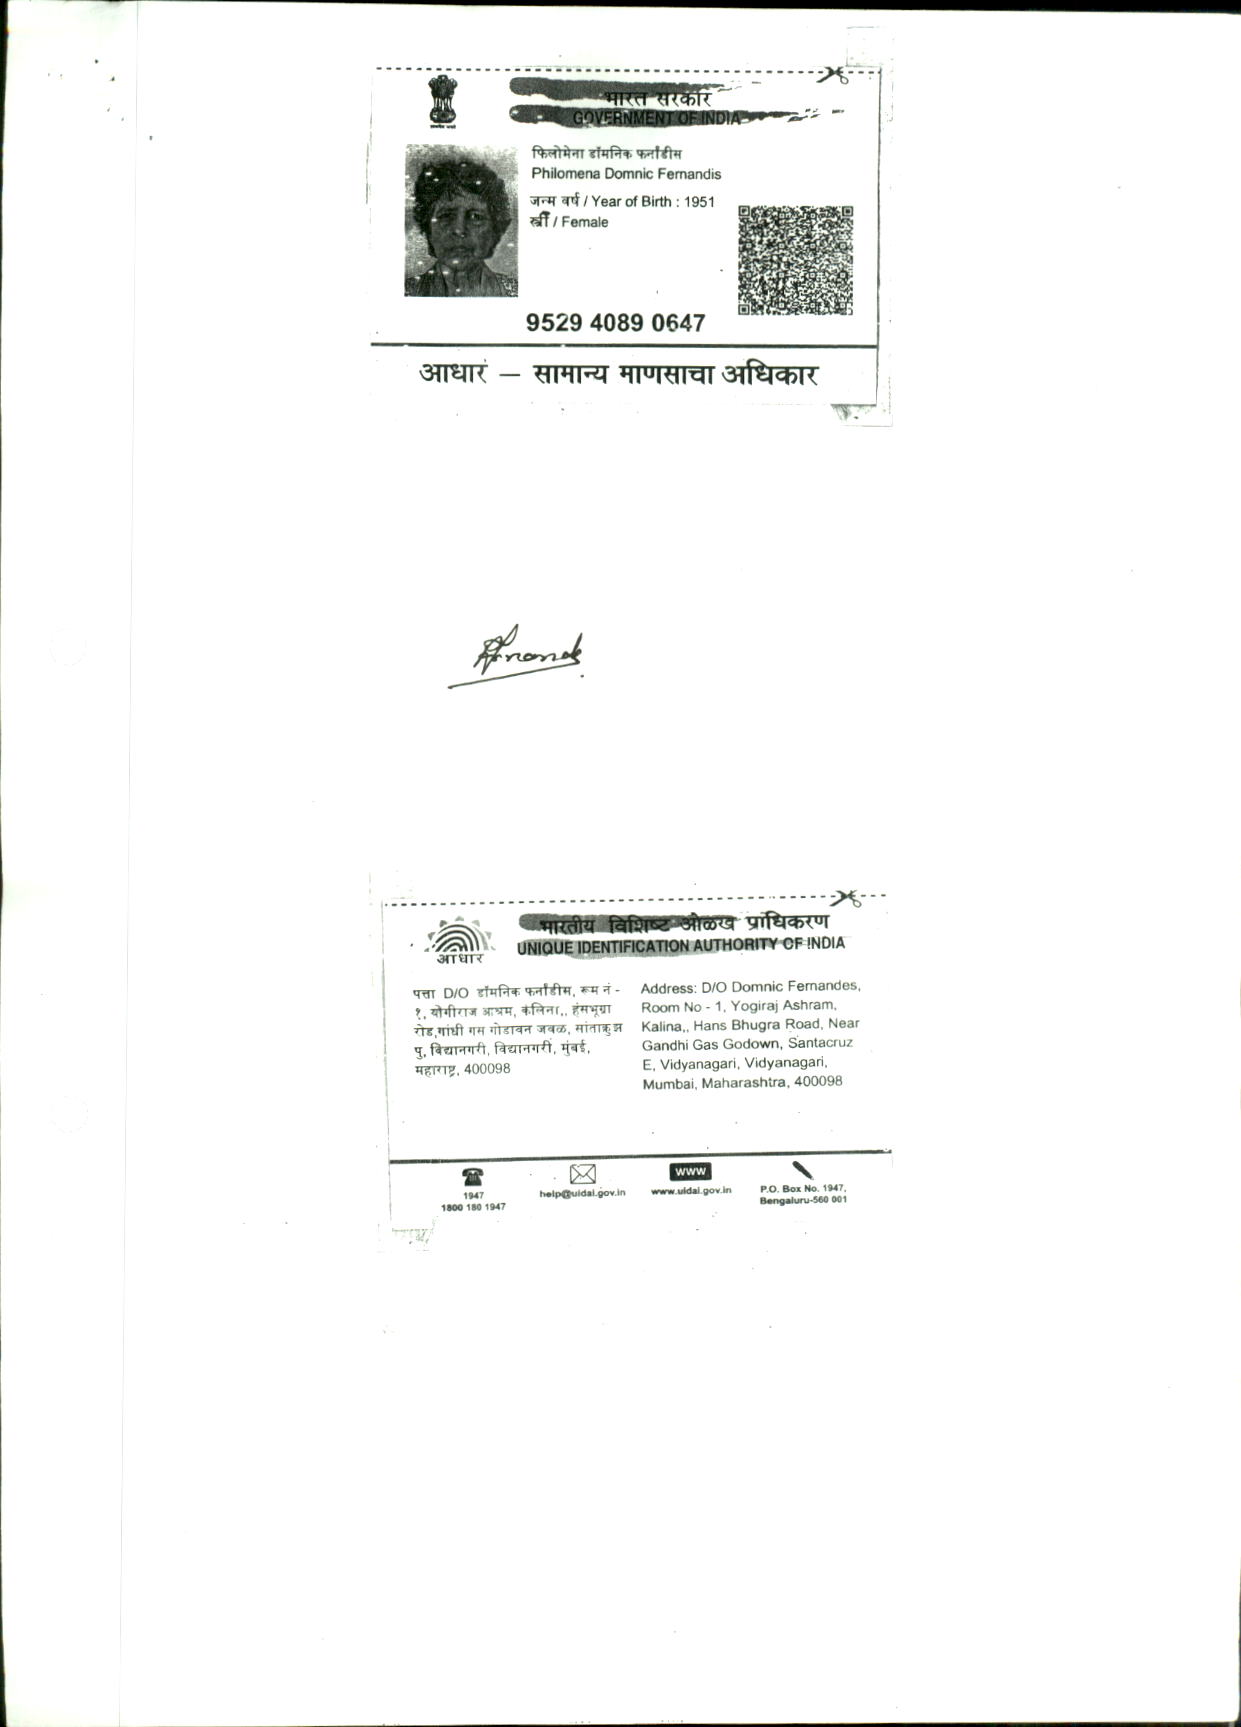 भारत सरकार
GOVERNMENT OF INDIA
फिलोमेना डॉमनिक फर्नांडीस
Philomena Domnic Fernandis
जन्म वर्ष / Year of Birth : 1951
स्त्री / Female
9529 4089 0647
आधार — सामान्य माणसाचा अधिकार
भारतीय विशिष्ट ओळख प्राधिकरण
UNIQUE IDENTIFICATION AUTHORITY OF INDIA
आधार
पत्ता D/O डॉमनिक फर्नांडीस, रूम नं -
१, योगीराज आश्रम, कलिना,, हंसभूग्रा
रोड,गांधी गस गोडावन जवळ, सांताक्रुझ
पु, विद्यानगरी, विद्यानगरी, मुंबई,
महाराष्ट्र, 400098
Address: D/O Domnic Fernandes,
Room No - 1, Yogiraj Ashram,
Kalina,, Hans Bhugra Road, Near
Gandhi Gas Godown, Santacruz
E, Vidyanagari, Vidyanagari,
Mumbai, Maharashtra, 400098
1947
1800 180 1947
help@uidai.gov.in
www
www.uidai.gov.in
P.O. Box No. 1947,
Bengaluru-560 001